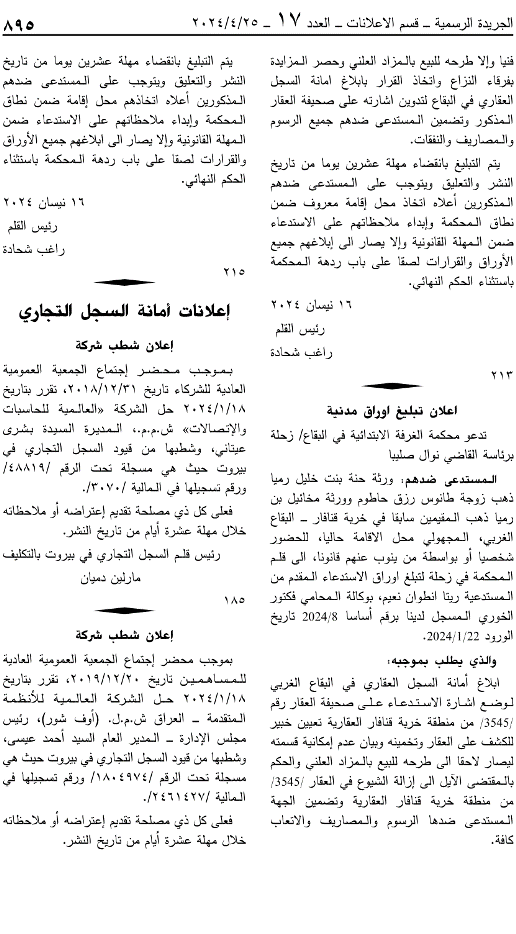 الجريدة الرسمية ــ قسم الاعلانات ــ العدد ١٧ ــ ٢٠٢٤/٤/٢٥
٨٩٥
فنيا وإلا طرحه للبيع بالمزاد العلني وحصر المزايدة
بفرقاء النزاع واتخاذ القرار بابلاغ امانة السجل
العقاري في البقاع لتدوين اشارته على صحيفة العقار
المذكور وتضمين المستدعى ضدهم جميع الرسوم
والمصاريف والنفقات.
يتم التبليغ بانقضاء مهلة عشرين يوما من تاريخ
النشر والتعليق ويتوجب على المستدعى ضدهم
المذكورين أعلاه اتخاذ محل إقامة معروف ضمن
نطاق المحكمة وإبداء ملاحظاتهم على الاستدعاء
ضمن المهلة القانونية وإلا يصار الى إبلاغهم جميع
الأوراق والقرارات لصقا على باب ردهة المحكمة
باستثناء الحكم النهائي.
١٦ نيسان ٢٠٢٤
رئيس القلم
راغب شحادة
٢١٣
اعلان تبليغ اوراق مدنية
تدعو محكمة الغرفة الابتدائية في البقاع/ زحلة
برئاسة القاضي نوال صليبا
المستدعى ضدهم: ورثة حنة بنت خليل رميا
ذهب زوجة طانوس رزق حاطوم وورثة مخائيل بن
رميا ذهب المقيمين سابقا في خربة قنافار ــ البقاع
الغربي، المجهولي محل الاقامة حاليا، للحضور
شخصيا أو بواسطة من ينوب عنهم قانونا، الى قلم
المحكمة في زحلة لتبلغ اوراق الاستدعاء المقدم من
المستدعية ريتا انطوان نعيم، بوكالة المحامي فكتور
الخوري المسجل لدينا برقم أساسا 2024/8 تاريخ
الورود 2024/1/22.
والذي يطلب بموجبه:
ابلاغ أمانة السجل العقاري في البقاع الغربي
لوضع اشارة الاستدعاء على صحيفة العقار رقم
/3545/ من منطقة خربة قنافار العقارية تعيين خبير
للكشف على العقار وتخمينه وبيان عدم إمكانية قسمته
ليصار لاحقا الى طرحه للبيع بالمزاد العلني والحكم
بالمقتضى الآيل الى إزالة الشيوع في العقار /3545/
من منطقة خربة قنافار العقارية وتضمين الجهة
المستدعى ضدها الرسوم والمصاريف والاتعاب
كافة.
يتم التبليغ بانقضاء مهلة عشرين يوما من تاريخ
النشر والتعليق ويتوجب على المستدعى ضدهم
المذكورين أعلاه اتخاذهم محل إقامة ضمن نطاق
المحكمة وإبداء ملاحظاتهم على الاستدعاء ضمن
المهلة القانونية وإلا يصار الى ابلاغهم جميع الأوراق
والقرارات لصقا على باب ردهة المحكمة باستثناء
الحكم النهائي.
١٦ نيسان ٢٠٢٤
رئيس القلم
راغب شحادة
٢١٥
إعلانات أمانة السجل التجاري
إعلان شطب شركة
بموجب محضر إجتماع الجمعية العمومية
العادية للشركاء تاريخ ٢٠١٨/١٢/٣١، تقرر بتاريخ
٢٠٢٤/١/١٨ حل الشركة «العالمية للحاسبات
والإتصالات» ش.م.م.، المديرة السيدة بشرى
عيتاني، وشطبها من قيود السجل التجاري في
بيروت حيث هي مسجلة تحت الرقم /٤٨٨١٩/
ورقم تسجيلها في المالية /٣٠٧٠/.
فعلى كل ذي مصلحة تقديم إعتراضه أو ملاحظاته
خلال مهلة عشرة أيام من تاريخ النشر.
رئيس قلم السجل التجاري في بيروت بالتكليف
مارلين دميان
١٨٥
إعلان شطب شركة
بموجب محضر إجتماع الجمعية العمومية العادية
للمساهمين تاريخ ٢٠١٩/١٢/٢٠، تقرر بتاريخ
٢٠٢٤/١/١٨ حل الشركة العالمية للأنظمة
المتقدمة ــ العراق ش.م.ل. (أوف شور)، رئيس
مجلس الإدارة ــ المدير العام السيد أحمد عيسى،
وشطبها من قيود السجل التجاري في بيروت حيث هي
مسجلة تحت الرقم /١٨٠٤٩٧٤/ ورقم تسجيلها في
المالية /٢٤٦١٤٢٧/.
فعلى كل ذي مصلحة تقديم إعتراضه أو ملاحظاته
خلال مهلة عشرة أيام من تاريخ النشر.